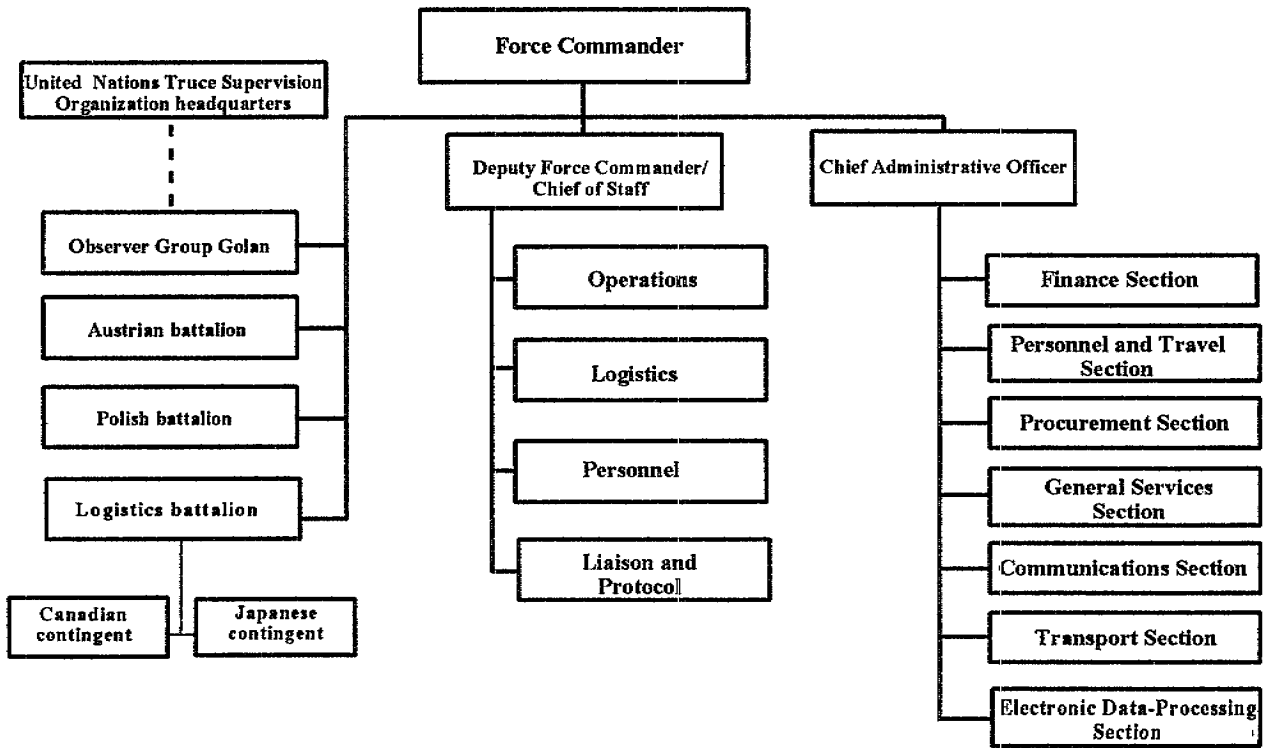 Force Commander
United Nations Truce Supervision
Organization headquarters
Deputy Force Commander/
Chief of Staff
Chief Administrative Officer
Observer Group Golan
Austrian battalion
Polish battalion
Logistics battalion
Canadian
contingent
Japanese
contingent
Operations
Logistics
Personnel
Liaison and
Protocol
Finance Section
Personnel and Travel
Section
Procurement Section
General Services
Section
Communications Section
Transport Section
Electronic Data-Processing
Section